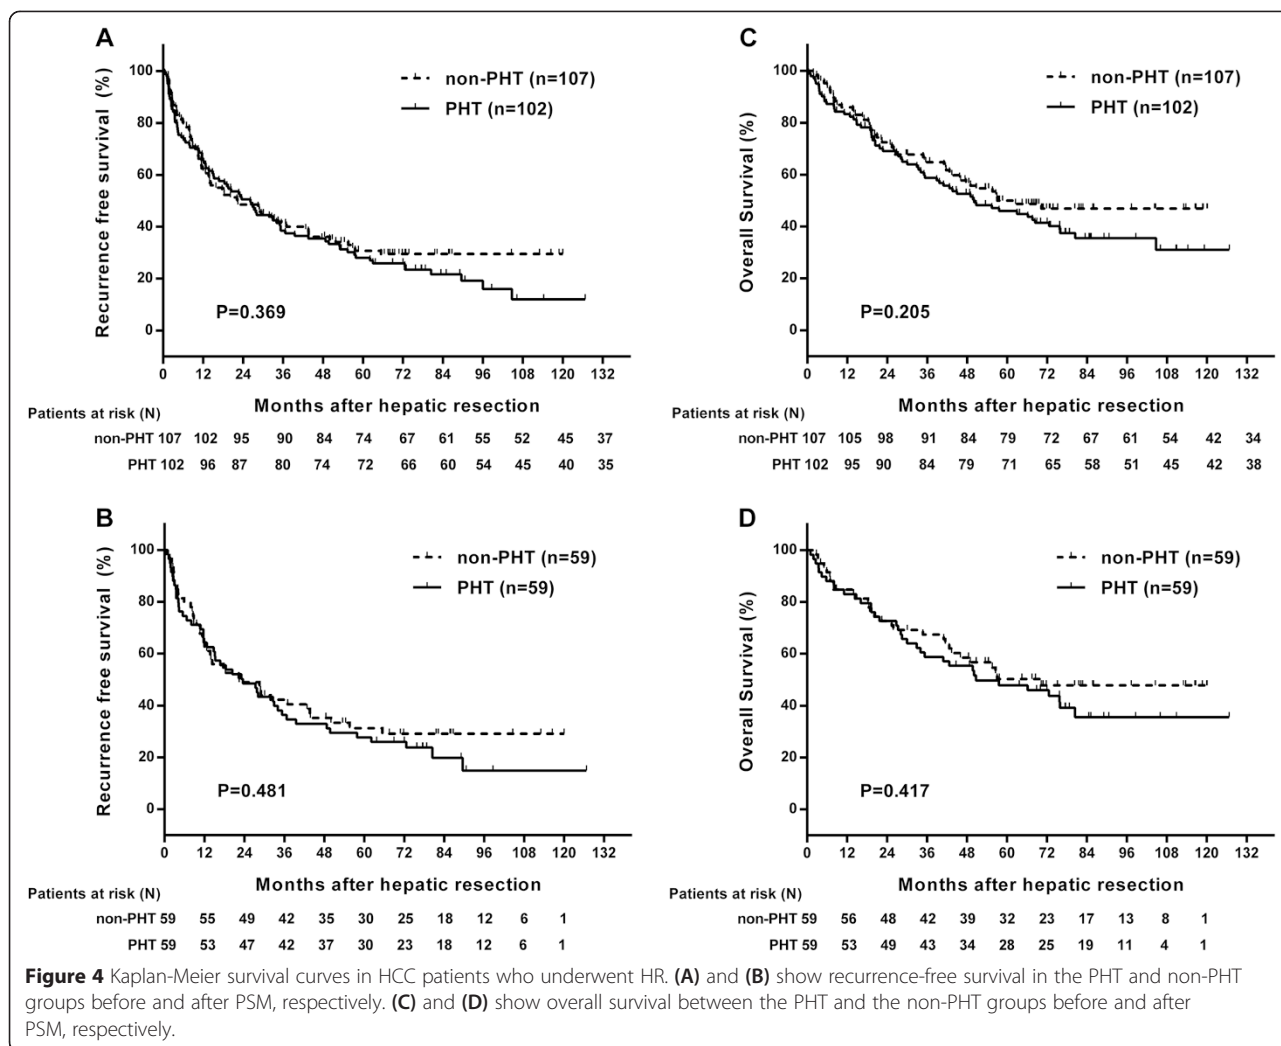 A
Recurrence free survival (%)
100
80
60
40
20
0
non-PHT (n=107)
PHT (n=102)
P=0.369
0 12 24 36 48 60 72 84 96 108 120 132
Months after hepatic resection
Patients at risk (N)
non-PHT 107 102 95 90 84 74 67 61 55 52 45 37
PHT 102 96 87 80 74 72 66 60 54 45 40 35
C
Overall Survival (%)
100
80
60
40
20
0
non-PHT (n=107)
PHT (n=102)
P=0.205
0 12 24 36 48 60 72 84 96 108 120 132
Months after hepatic resection
Patients at risk (N)
non-PHT 107 105 98 91 84 79 72 67 61 54 42 34
PHT 102 95 90 84 79 71 65 58 51 45 42 38
B
Recurrence free survival (%)
100
80
60
40
20
0
non-PHT (n=59)
PHT (n=59)
P=0.481
0 12 24 36 48 60 72 84 96 108 120 132
Months after hepatic resection
Patients at risk (N)
non-PHT 59 55 49 42 35 30 25 18 12 6 1
PHT 59 53 47 42 37 30 23 18 12 6 1
D
Overall Survival (%)
100
80
60
40
20
0
non-PHT (n=59)
PHT (n=59)
P=0.417
0 12 24 36 48 60 72 84 96 108 120 132
Months after hepatic resection
Patients at risk (N)
non-PHT 59 56 48 42 39 32 23 17 13 8 1
PHT 59 53 49 43 34 28 25 19 11 4 1
Figure 4 Kaplan-Meier survival curves in HCC patients who underwent HR. (A) and (B) show recurrence-free survival in the PHT and non-PHT
groups before and after PSM, respectively. (C) and (D) show overall survival between the PHT and the non-PHT groups before and after
PSM, respectively.